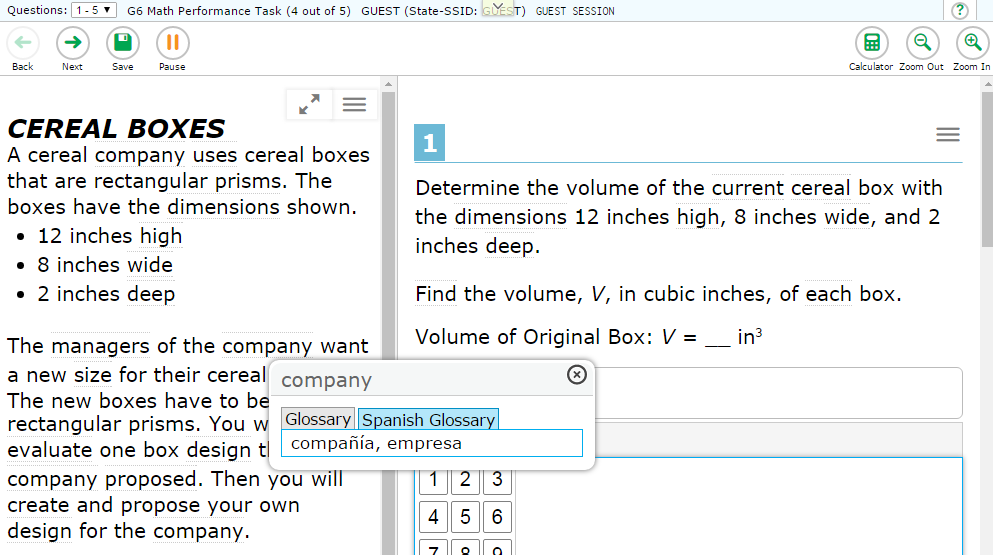 Questions: 1 - 5 ▼ G6 Math Performance Task (4 out of 5) GUEST (State-SSID: GUEST) GUEST SESSION ?
Back Next Save Pause Calculator Zoom Out Zoom In
CEREAL BOXES
A cereal company uses cereal boxes
that are rectangular prisms. The
boxes have the dimensions shown.
• 12 inches high
• 8 inches wide
• 2 inches deep
The managers of the company want
a new size for their cereal
The new boxes have to be
rectangular prisms. You w
evaluate one box design t
company proposed. Then you will
create and propose your own
design for the company.
1
Determine the volume of the current cereal box with
the dimensions 12 inches high, 8 inches wide, and 2
inches deep.
Find the volume, V, in cubic inches, of each box.
Volume of Original Box: V = __ in³
company
Glossary Spanish Glossary
compañía, empresa
1 2 3
4 5 6
7 8 9